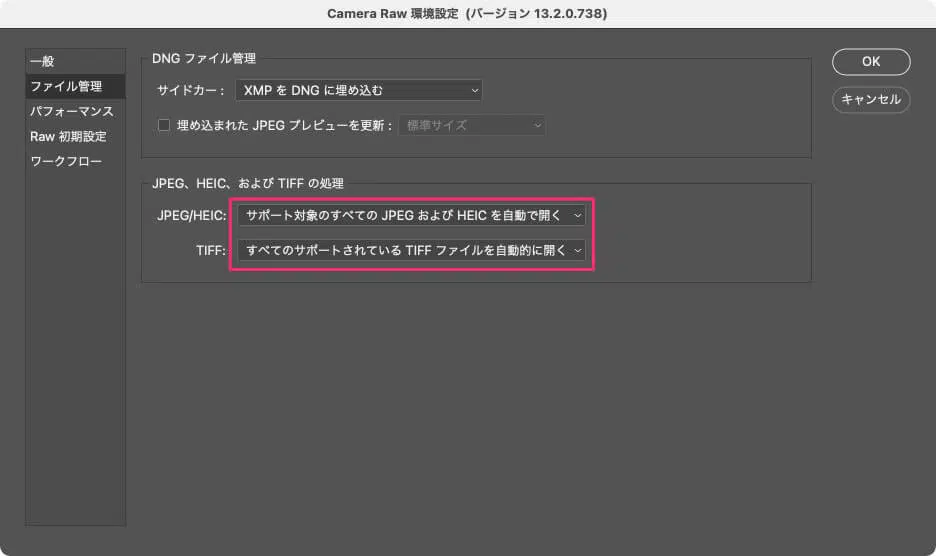 Camera Raw 環境設定 (バージョン 13.2.0.738)
一般
ファイル管理
パフォーマンス
Raw 初期設定
ワークフロー
DNG ファイル管理
サイドカー : XMP を DNG に埋め込む
埋め込まれた JPEG プレビューを更新 : 標準サイズ
JPEG、HEIC、および TIFF の処理
JPEG/HEIC: サポート対象のすべての JPEG および HEIC を自動で開く
TIFF: すべてのサポートされている TIFF ファイルを自動的に開く
OK
キャンセル